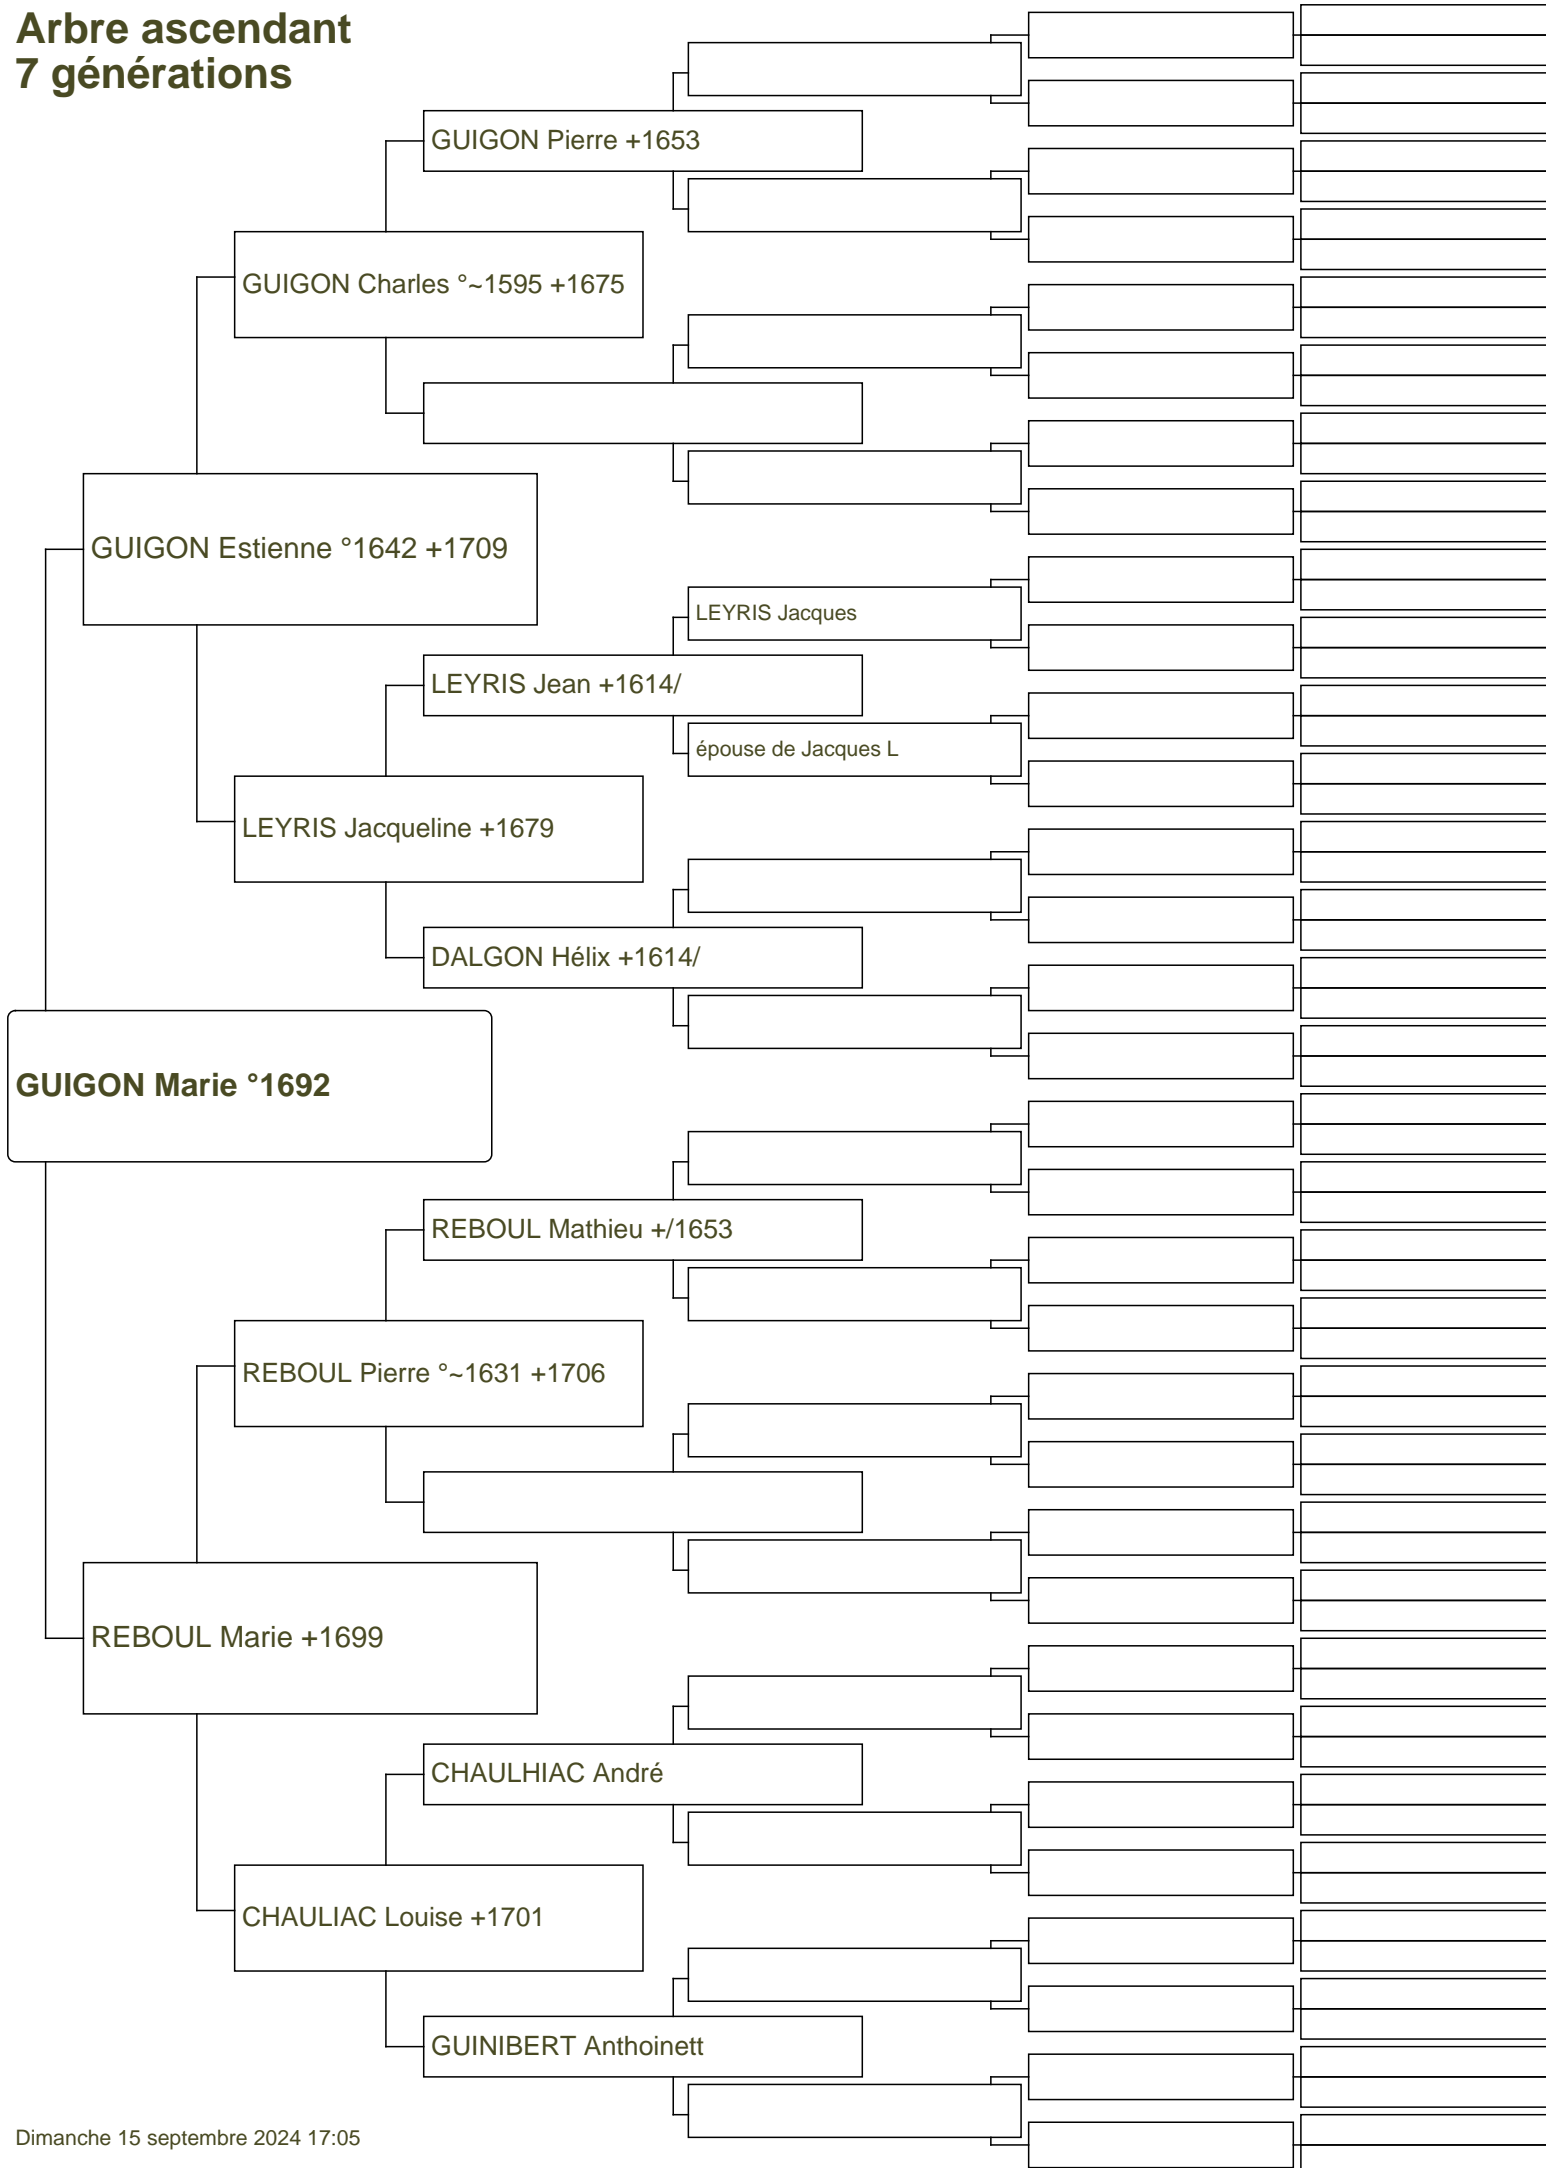 Arbre ascendant
7 générations
GUIGON Pierre +1653
GUIGON Charles °~1595 +1675
GUIGON Estienne °1642 +1709
LEYRIS Jacques
LEYRIS Jean +1614/
épouse de Jacques L
LEYRIS Jacqueline +1679
DALGON Hélix +1614/
GUIGON Marie °1692
REBOUL Mathieu +/1653
REBOUL Pierre °~1631 +1706
REBOUL Marie +1699
CHAULHIAC André
CHAULIAC Louise +1701
GUINIBERT Anthoinett
Dimanche 15 septembre 2024 17:05